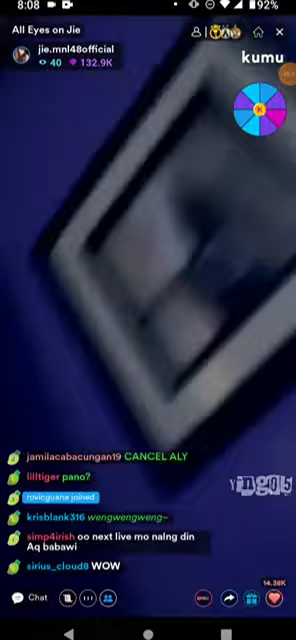 8:08
92%
All Eyes on Jie
jie.mnl48official
40 132.9K
kumu
jamilacabacungan19 CANCEL ALY
lilltiger pano?
rovicguana joined
krisblank316 wengwengweng~
simp4irish oo next live mo nalng din
Aq babawi
sirius_cloud8 WOW
14.38K
Chat